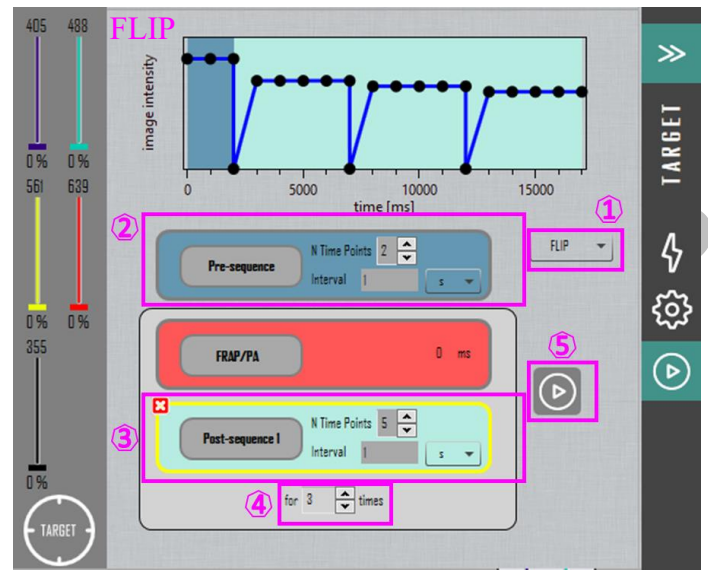 405 488
FLIP
image intensity
0 % 0 %
561 639
0 5000 10000 15000
time [ms]
①
②
Pre-sequence
N Time Points 2
Interval 1 s
FLIP
TARGET
0 % 0 %
355
FRAP/PA 0 ms
⑤
③
Post-sequence 1
N Time Points 5
Interval 1 s
0 %
④
for 3 times
TARGET